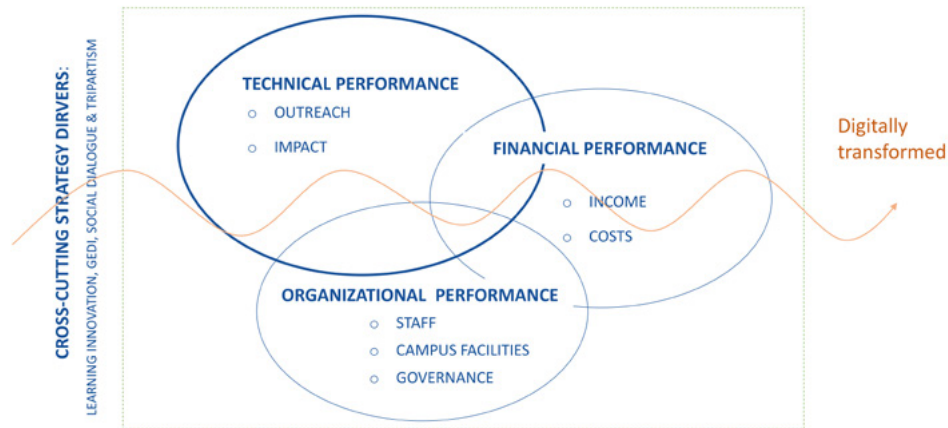 CROSS-CUTTING STRATEGY DIRVERS:
LEARNING INNOVATION, GEDI, SOCIAL DIALOGUE & TRIPARTISM
TECHNICAL PERFORMANCE
OUTREACH
IMPACT
FINANCIAL PERFORMANCE
INCOME
COSTS
ORGANIZATIONAL PERFORMANCE
STAFF
CAMPUS FACILITIES
GOVERNANCE
Digitally
transformed